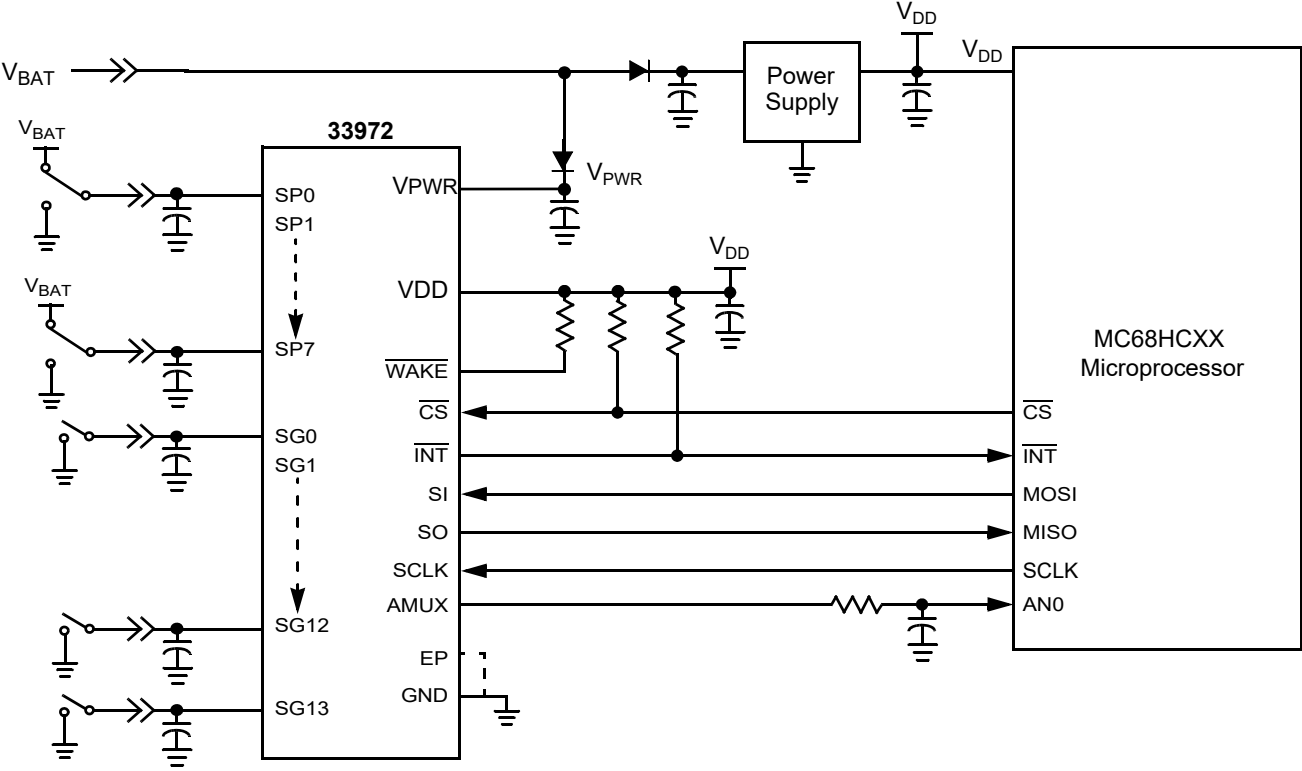 VDD
VDD
VBAT
Power
Supply
VBAT
33972
VPWR
VPWR
SP0
SP1
VDD
VBAT
VDD
SP7
WAKE
MC68HCXX
Microprocessor
CS
CS
SG0
SG1
INT
INT
SI
MOSI
SO
MISO
SCLK
SCLK
AMUX
AN0
SG12
EP
GND
SG13